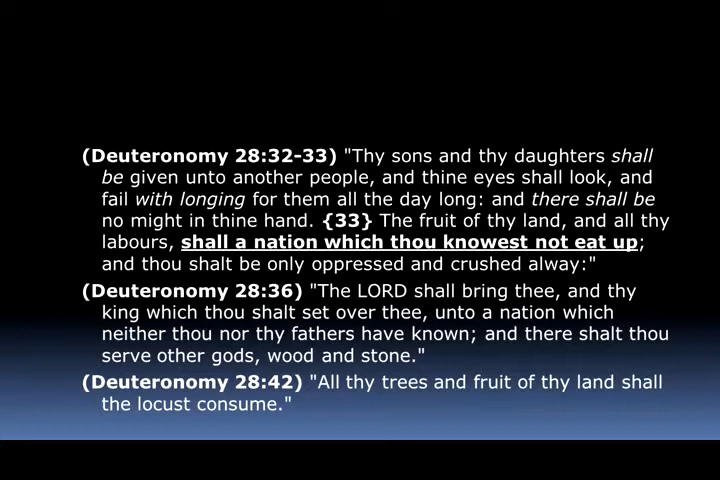 (Deuteronomy 28:32-33) "Thy sons and thy daughters shall
be given unto another people, and thine eyes shall look, and
fail with longing for them all the day long: and there shall be
no might in thine hand. {33} The fruit of thy land, and all thy
labours, shall a nation which thou knowest not eat up;
and thou shalt be only oppressed and crushed alway:"
(Deuteronomy 28:36) "The LORD shall bring thee, and thy
king which thou shalt set over thee, unto a nation which
neither thou nor thy fathers have known; and there shalt thou
serve other gods, wood and stone."
(Deuteronomy 28:42) "All thy trees and fruit of thy land shall
the locust consume."